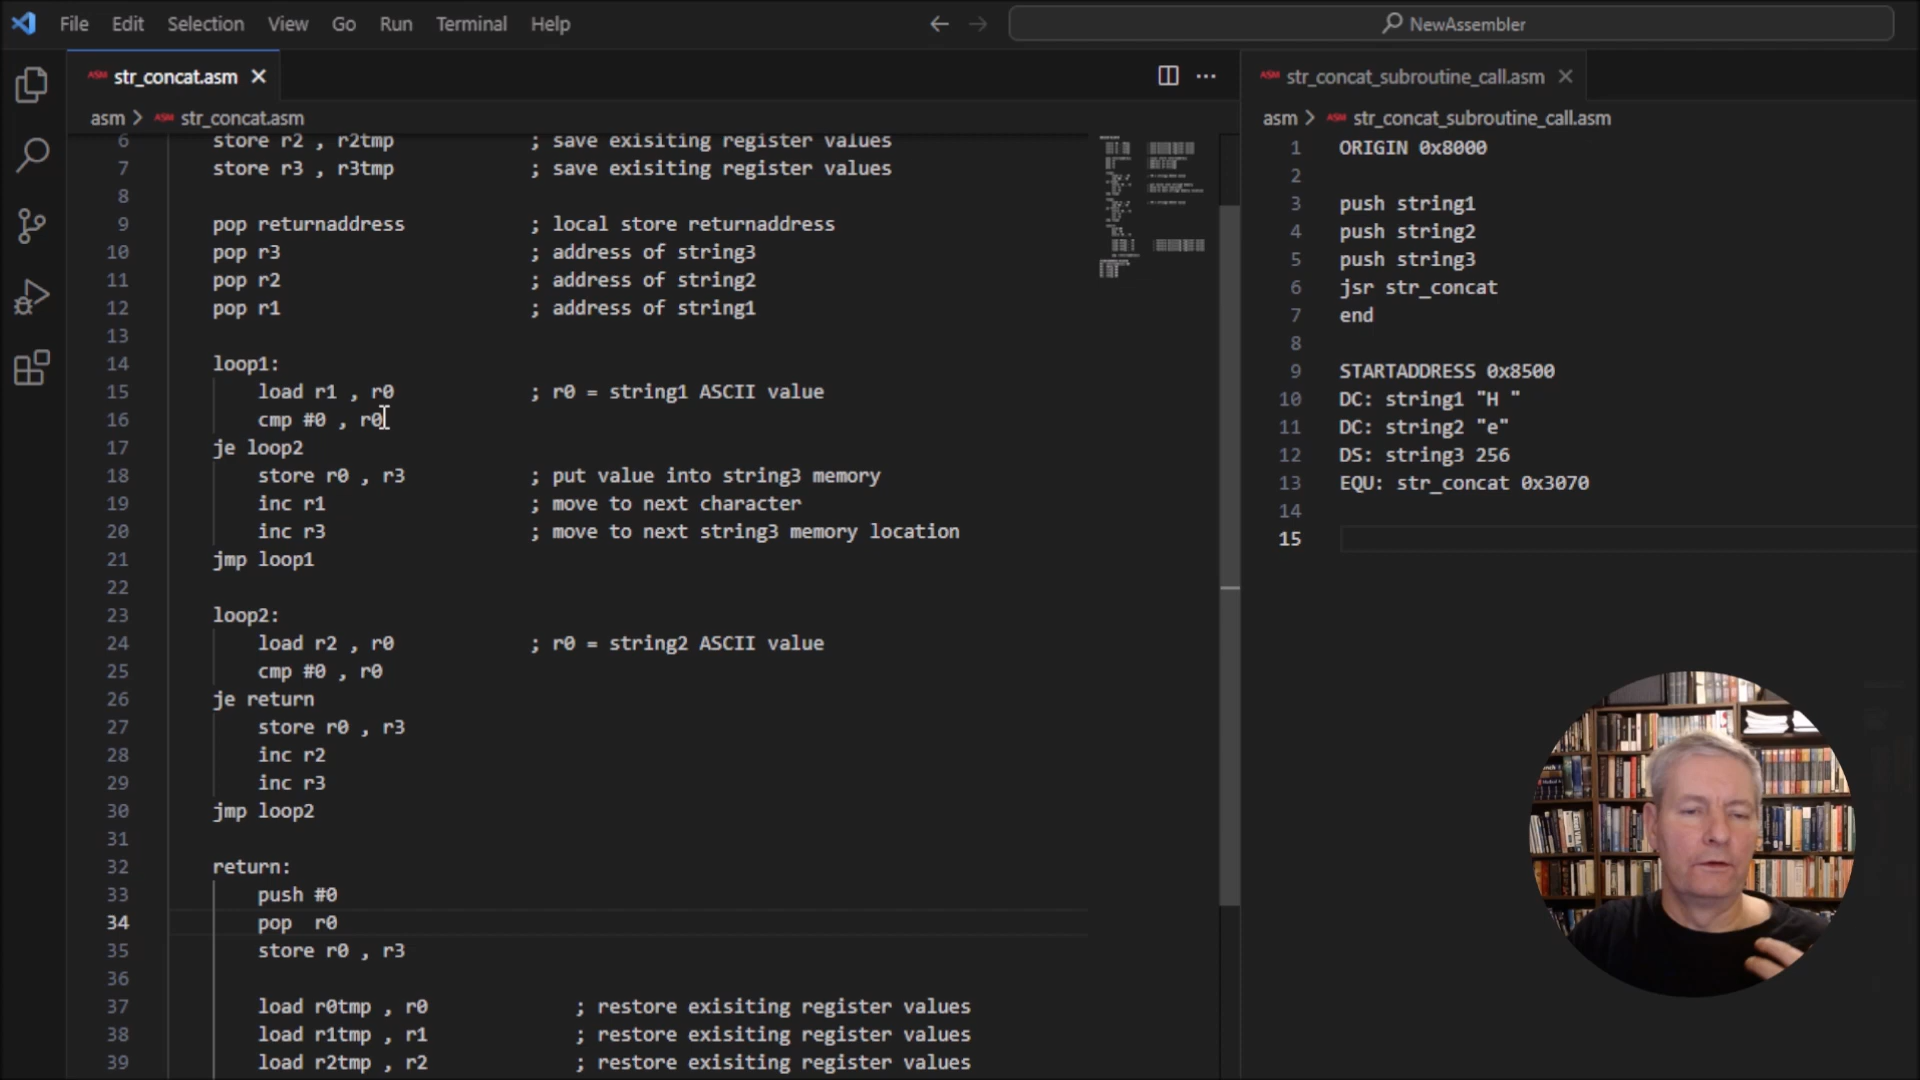 File Edit Selection View Go Run Terminal Help
NewAssembler
ASM str_concat.asm
asm > ASM str_concat.asm
6 store r2 , r2tmp ; save exisiting register values
7 store r3 , r3tmp ; save exisiting register values
8
9 pop returnaddress ; local store returnaddress
10 pop r3 ; address of string3
11 pop r2 ; address of string2
12 pop r1 ; address of string1
13
14 loop1:
15 load r1 , r0 ; r0 = string1 ASCII value
16 cmp #0 , r0
17 je loop2
18 store r0 , r3 ; put value into string3 memory
19 inc r1 ; move to next character
20 inc r3 ; move to next string3 memory location
21 jmp loop1
22
23 loop2:
24 load r2 , r0 ; r0 = string2 ASCII value
25 cmp #0 , r0
26 je return
27 store r0 , r3
28 inc r2
29 inc r3
30 jmp loop2
31
32 return:
33 push #0
34 pop  r0
35 store r0 , r3
36
37 load r0tmp , r0 ; restore exisiting register values
38 load r1tmp , r1 ; restore exisiting register values
39 load r2tmp , r2 ; restore exisiting register values
ASM str_concat_subroutine_call.asm
asm > ASM str_concat_subroutine_call.asm
1 ORIGIN 0x8000
2
3 push string1
4 push string2
5 push string3
6 jsr str_concat
7 end
8
9 STARTADDRESS 0x8500
10 DC: string1 "H "
11 DC: string2 "e"
12 DS: string3 256
13 EQU: str_concat 0x3070
14
15